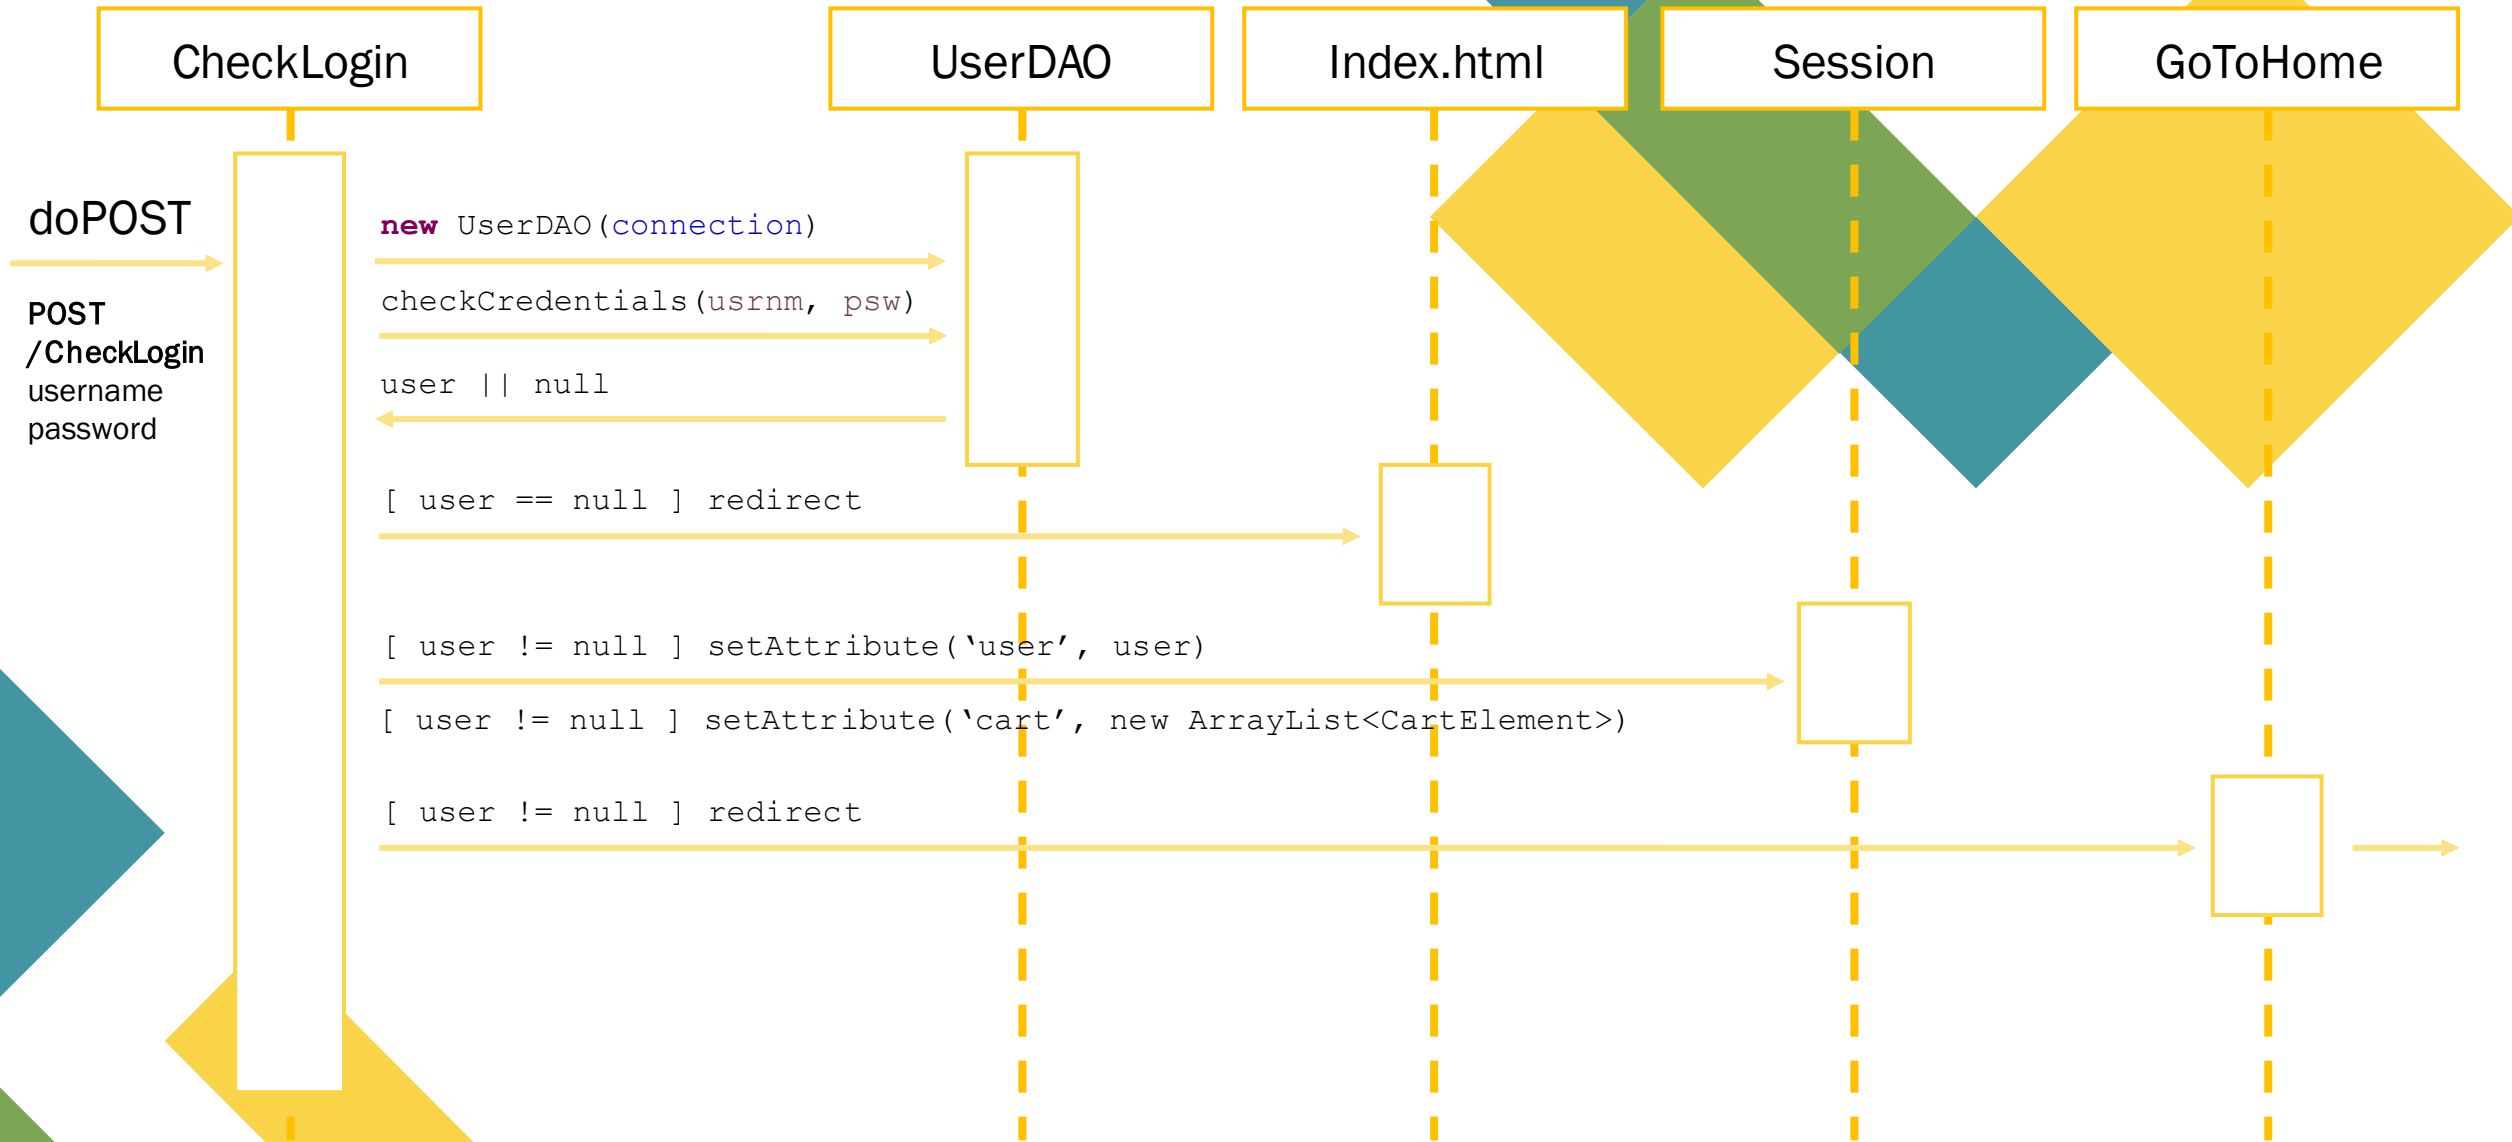 CheckLogin
UserDAO
Index.html
Session
GoToHome
doPOST
POST
/CheckLogin
username
password
new UserDAO(connection)
checkCredentials(usrnm, psw)
user || null
[ user == null ] redirect
[ user != null ] setAttribute(‘user’, user)
[ user != null ] setAttribute(‘cart’, new ArrayList<CartElement>)
[ user != null ] redirect